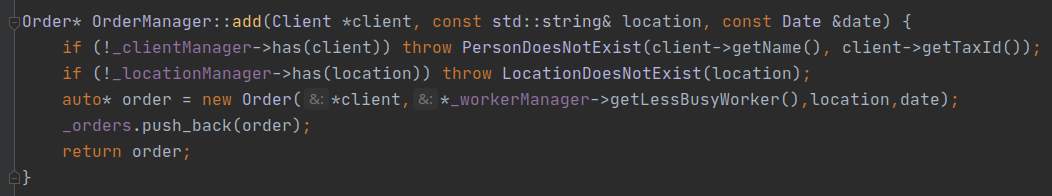 Order* OrderManager::add(Client *client, const std::string& location, const Date &date) {
    if (!_clientManager->has(client)) throw PersonDoesNotExist(client->getName(), client->getTaxId());
    if (!_locationManager->has(location)) throw LocationDoesNotExist(location);
    auto* order = new Order( &: *client, &: *_workerManager->getLessBusyWorker(),location,date);
    _orders.push_back(order);
    return order;
}